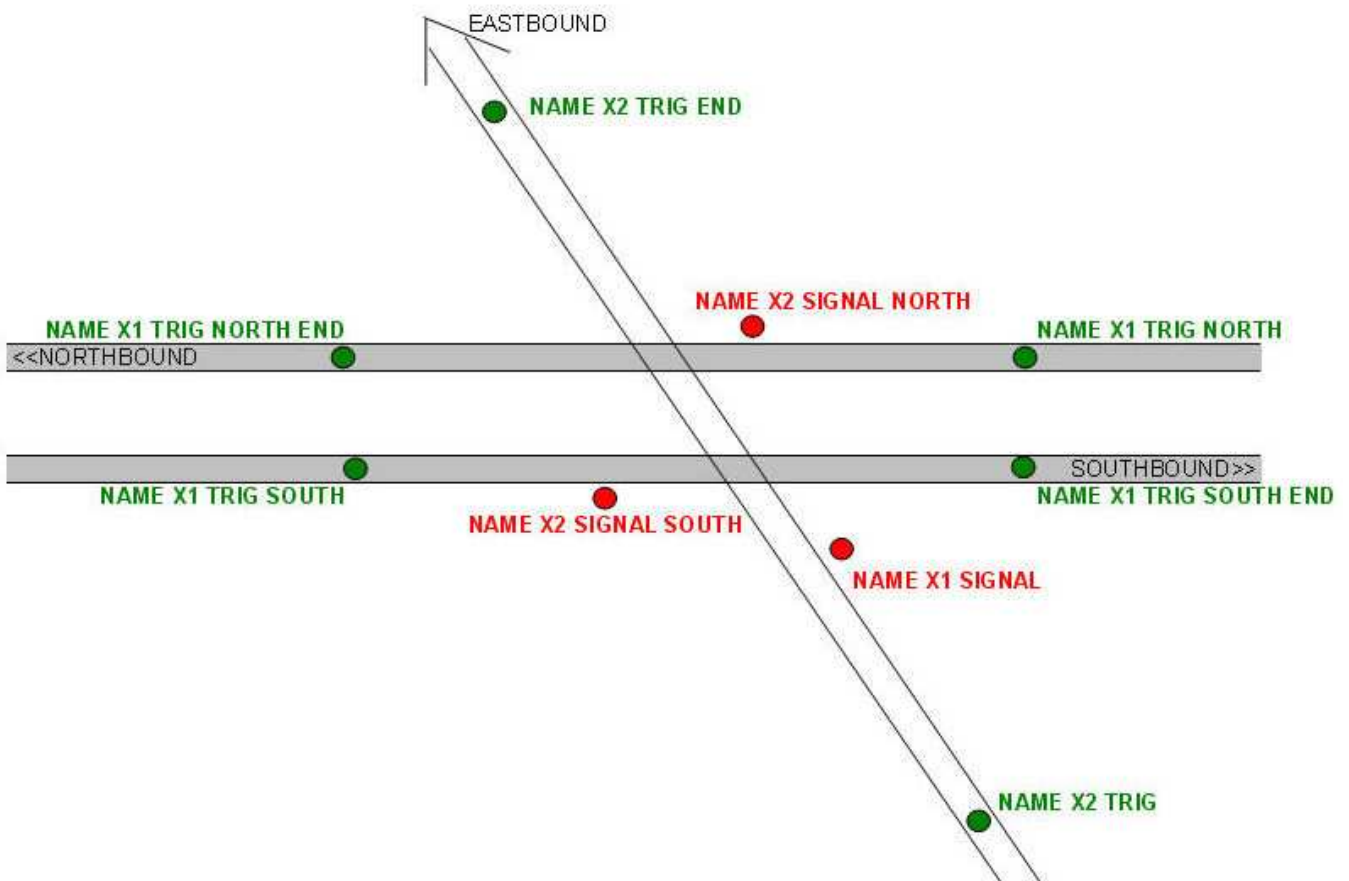 EASTBOUND
NAME X2 TRIG END
NAME X2 SIGNAL NORTH
NAME X1 TRIG NORTH END
NAME X1 TRIG NORTH
<<NORTHBOUND
SOUTHBOUND>>
NAME X1 TRIG SOUTH
NAME X1 TRIG SOUTH END
NAME X2 SIGNAL SOUTH
NAME X1 SIGNAL
NAME X2 TRIG